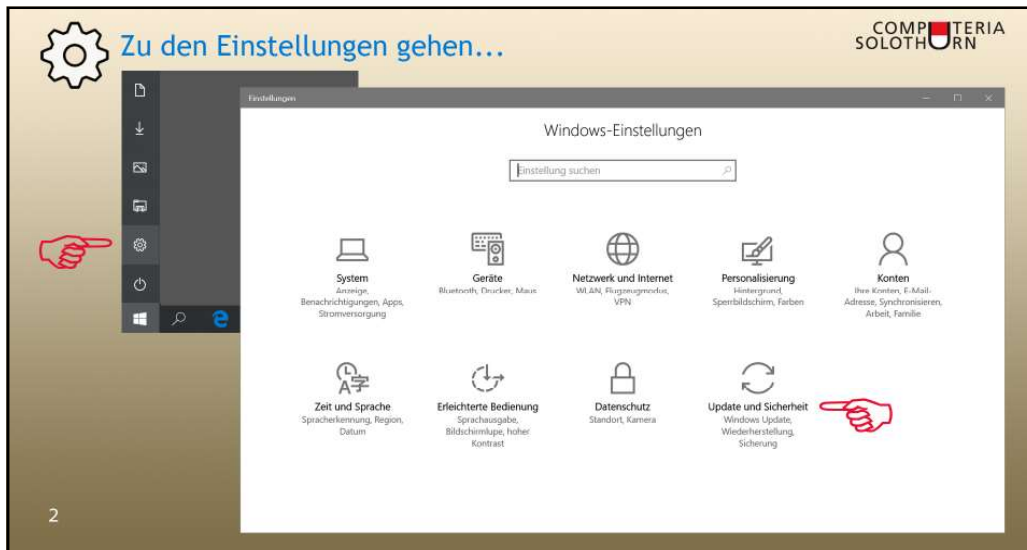 Zu den Einstellungen gehen...
COMPUTERIA
SOLOTHURN
Einstellungen
Windows-Einstellungen
Einstellung suchen
System
Anzeige,
Benachrichtigungen, Apps,
Stromversorgung
Geräte
Bluetooth, Drucker, Maus
Netzwerk und Internet
WLAN, Flugzeugmodus,
VPN
Personalisierung
Hintergrund,
Sperrbildschirm, Farben
Konten
Ihre Konten, E-Mail-
Adresse, Synchronisieren,
Arbeit, Familie
Zeit und Sprache
Spracherkennung, Region,
Datum
Erleichterte Bedienung
Sprachausgabe,
Bildschirmlupe, hoher
Kontrast
Datenschutz
Standort, Kamera
Update und Sicherheit
Windows Update,
Wiederherstellung,
Sicherung
2